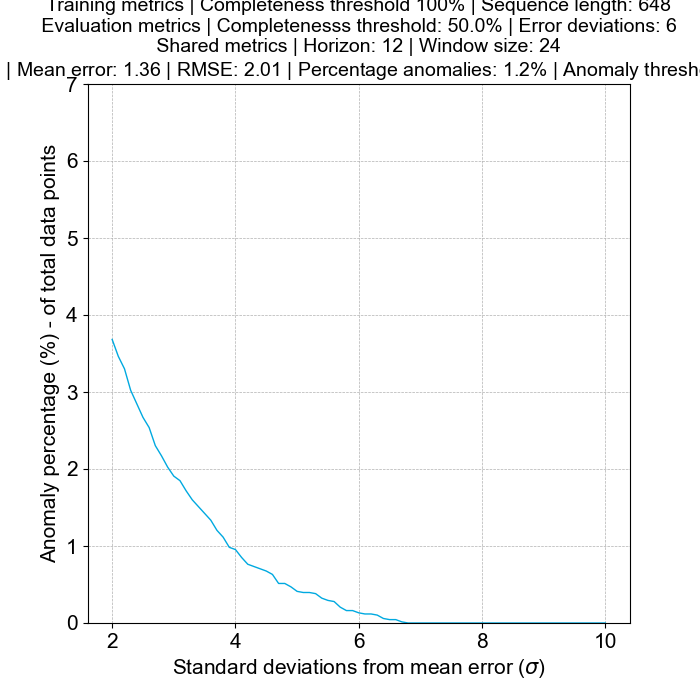 Training metrics | Completeness threshold 100% | Sequence length: 648
Evaluation metrics | Completenesss threshold: 50.0% | Error deviations: 6
Shared metrics | Horizon: 12 | Window size: 24
| Mean error: 1.36 | RMSE: 2.01 | Percentage anomalies: 1.2% | Anomaly thresh
7
6
5
4
3
2
1
0
Anomaly percentage (%) - of total data points
2 4 6 8 10
Standard deviations from mean error (σ)